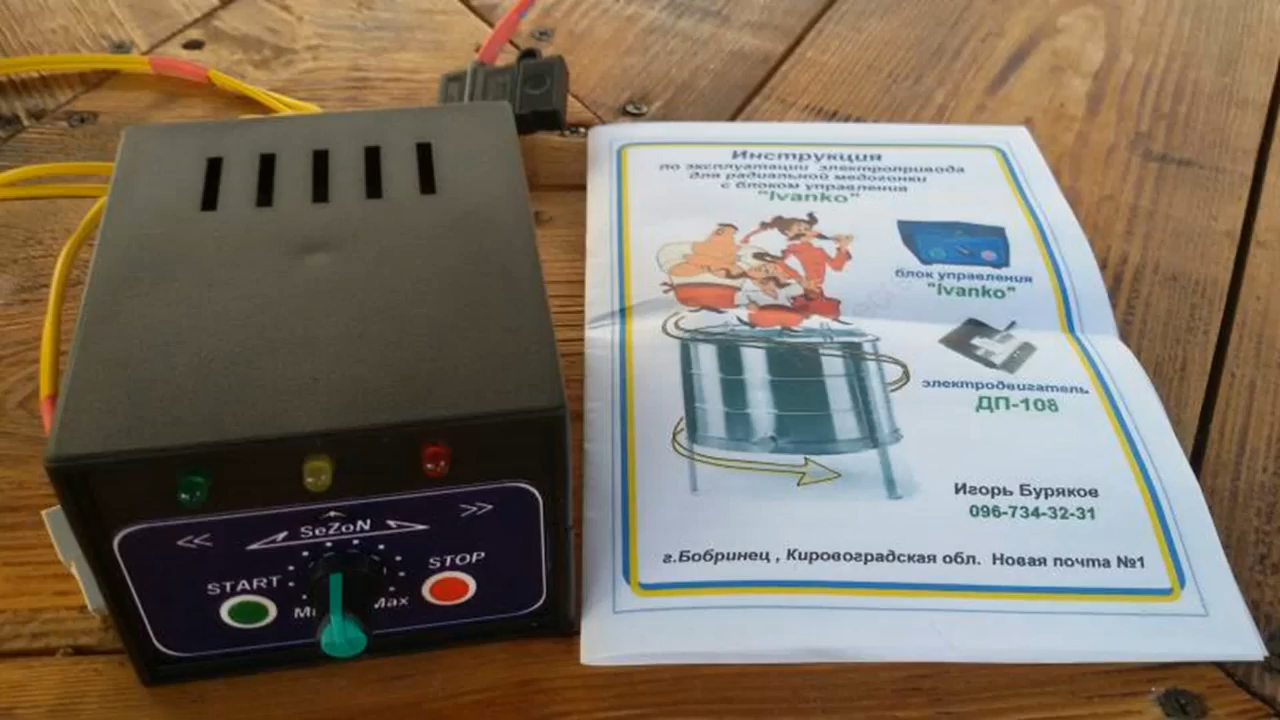 << SeZoN >>
START
STOP
Max
Инструкция
по эксплуатации электропривода
для радиальной медогонки
с блоком управления
"Ivanko"
блок управления
"Ivanko"
электродвигатель
ДП-108
Игорь Буряков
096-734-32-31
г.Бобринец , Кировоградская обл. Новая почта №1